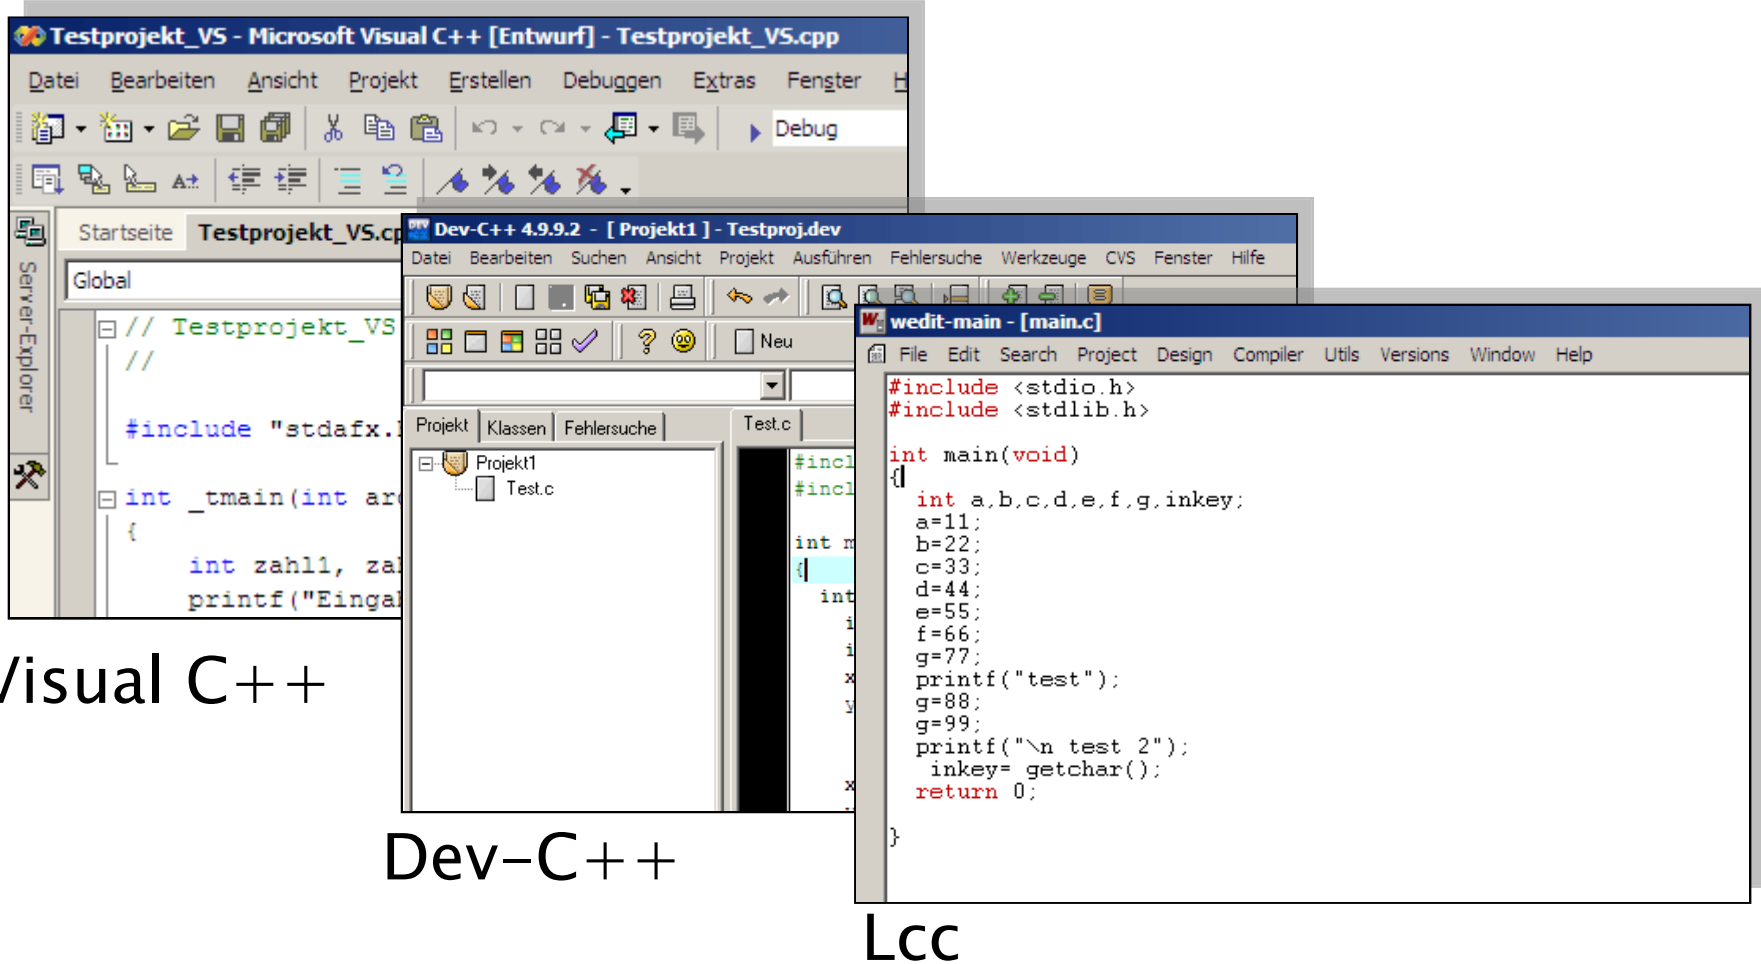 Testprojekt_VS - Microsoft Visual C++ [Entwurf] - Testprojekt_VS.cpp
Datei Bearbeiten Ansicht Projekt Erstellen Debuggen Extras Fenster H
Debug
Startseite Testprojekt_VS.cp
Server-Explorer
Global
// Testprojekt_VS
//
#include "stdafx.
int _tmain(int arg
{
int zahl1, zah
printf("Eingab
Visual C++
Dev-C++ 4.9.9.2 - [ Projekt1 ] - Testproj.dev
Datei Bearbeiten Suchen Ansicht Projekt Ausführen Fehlersuche Werkzeuge CVS Fenster Hilfe
Neu
Projekt Klassen Fehlersuche
Projekt1
Test.c
Test.c
#incl
#incl
int m
{
int
i
i
x
y
x
Dev-C++
wedit-main - [main.c]
File Edit Search Project Design Compiler Utils Versions Window Help
#include <stdio.h>
#include <stdlib.h>
int main(void)
{
int a,b,c,d,e,f,g,inkey;
a=11;
b=22;
c=33;
d=44;
e=55;
f=66;
g=77;
printf("test");
g=88;
g=99;
printf("\n test 2");
inkey= getchar();
return 0;
}
Lcc